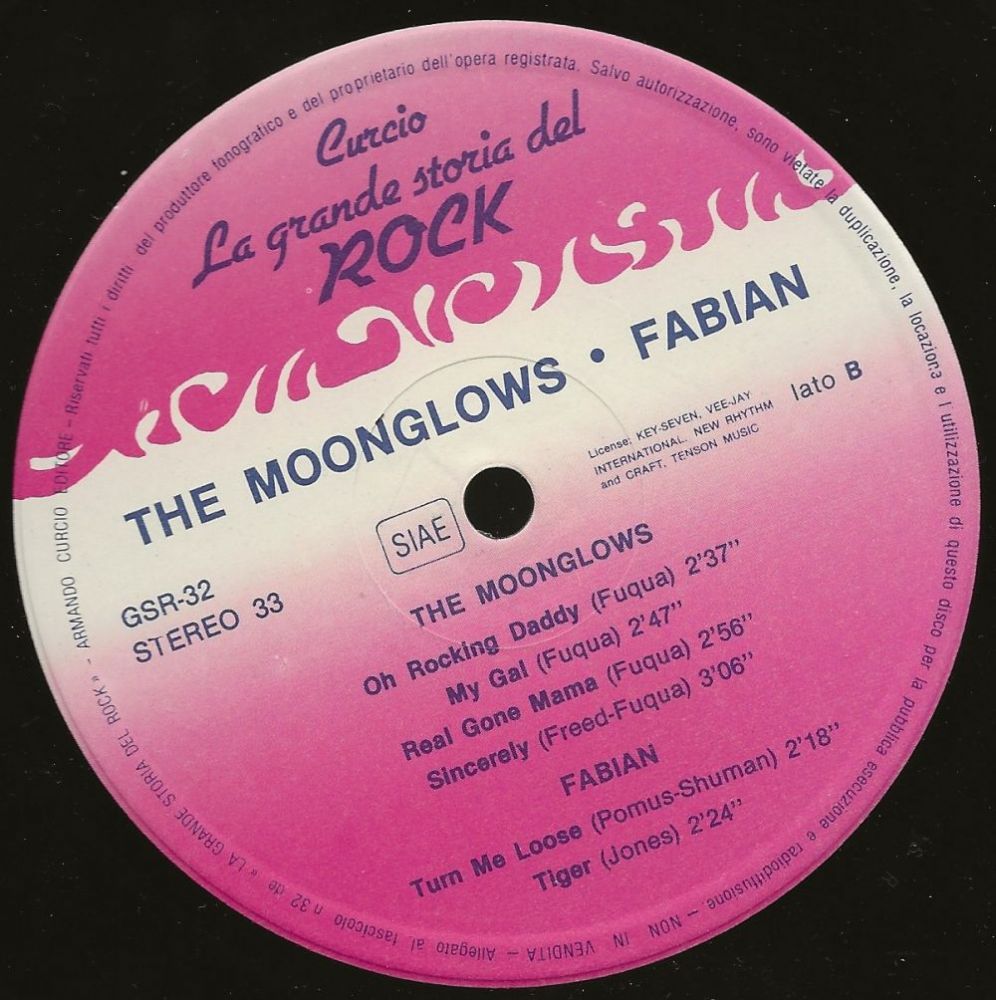 Curcio
La grande storia del
ROCK
THE MOONGLOWS • FABIAN
License: KEY-SEVEN, VEE-JAY
INTERNATIONAL, NEW RHYTHM
and CRAFT, TENSON MUSIC
lato B
SIAE
GSR-32
STEREO 33
THE MOONGLOWS
Oh Rocking Daddy (Fuqua) 2'37"
My Gal (Fuqua) 2'47"
Real Gone Mama (Fuqua) 2'56"
Sincerely (Freed-Fuqua) 3'06"
FABIAN
Turn Me Loose (Pomus-Shuman) 2'18"
Tiger (Jones) 2'24"
Allegato al fascicolo n 32 de « LA GRANDE STORIA DEL ROCK » - ARMANDO CURCIO EDITORE - Riservati tutti i diritti del produttore fonografico e del proprietario dell'opera registrata. Salvo autorizzazione, sono vietate la duplicazione, la locazione e l utilizzazione di questo disco per la pubblica esecuzione e radiodiffusione - NON IN VENDITA -